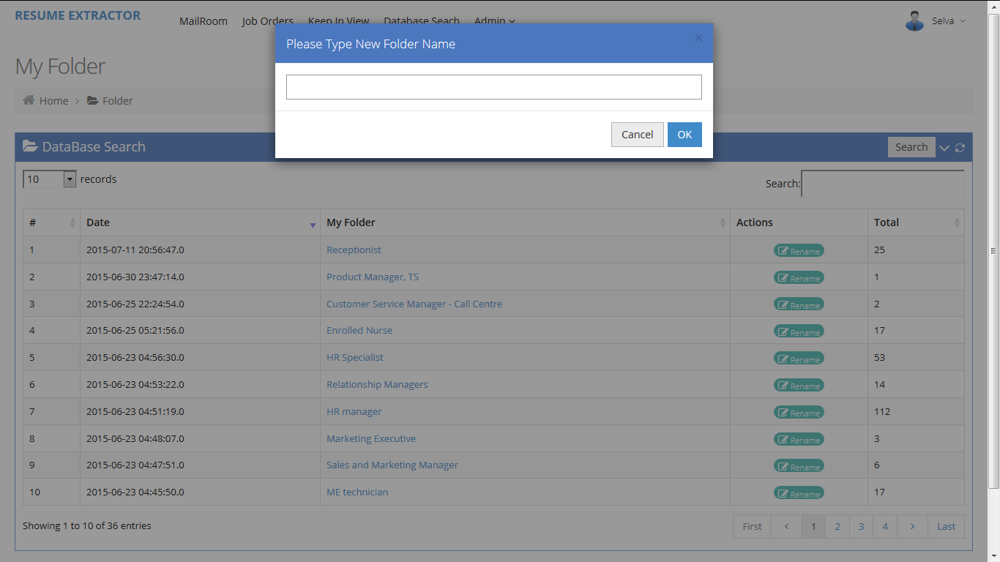 RESUME EXTRACTOR
MailRoom Job Orders Keep In View Database Seach Admin Selva
Please Type New Folder Name ×
My Folder
Home > Folder
Cancel OK
DataBase Search Search
10 records Search:
# Date My Folder Actions Total
1 2015-07-11 20:56:47.0 Receptionist Rename 25
2 2015-06-30 23:47:14.0 Product Manager, TS Rename 1
3 2015-06-25 22:24:54.0 Customer Service Manager - Call Centre Rename 2
4 2015-06-25 05:21:56.0 Enrolled Nurse Rename 17
5 2015-06-23 04:56:30.0 HR Specialist Rename 53
6 2015-06-23 04:53:22.0 Relationship Managers Rename 14
7 2015-06-23 04:51:19.0 HR manager Rename 112
8 2015-06-23 04:48:07.0 Marketing Executive Rename 3
9 2015-06-23 04:47:51.0 Sales and Marketing Manager Rename 6
10 2015-06-23 04:45:50.0 ME technician Rename 17
Showing 1 to 10 of 36 entries First < 1 2 3 4 > Last